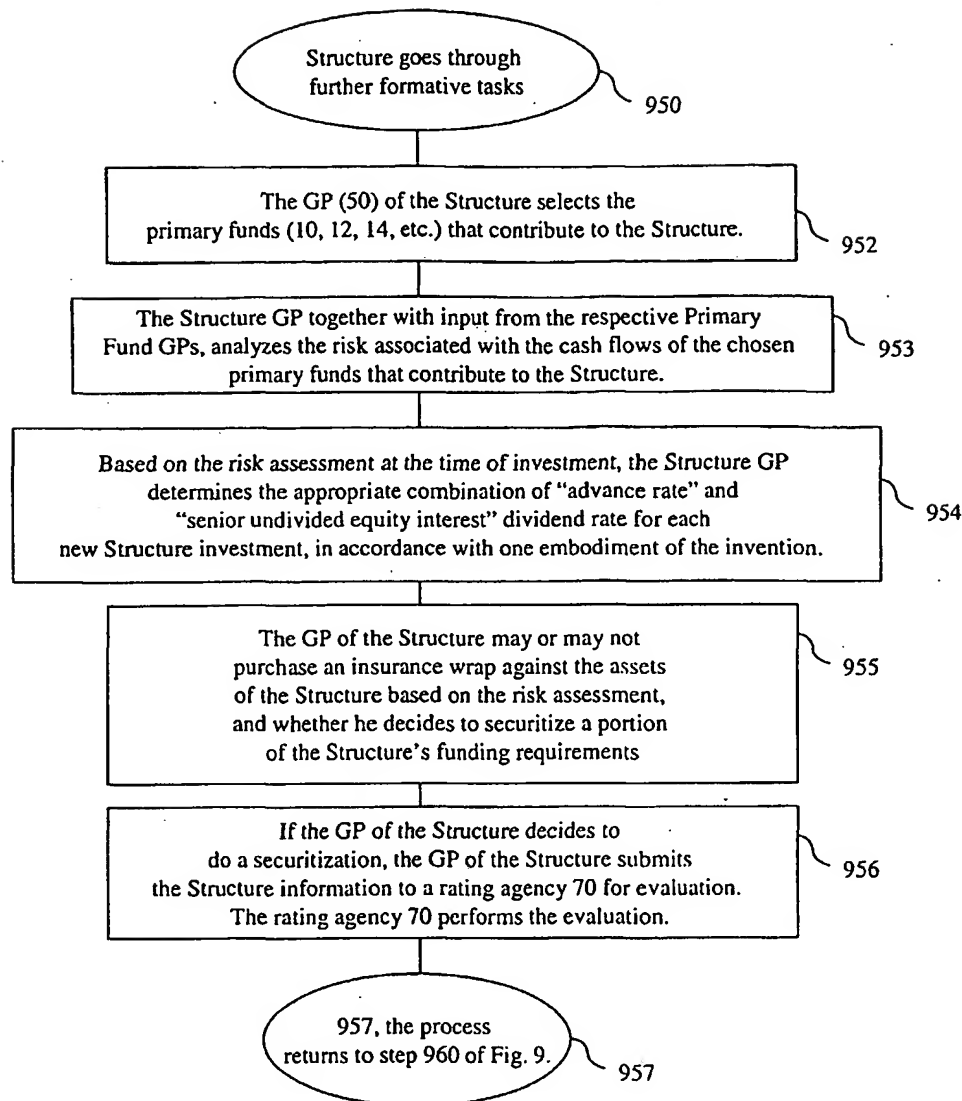 Structure goes through
further formative tasks
950
The GP (50) of the Structure selects the
primary funds (10, 12, 14, etc.) that contribute to the Structure.
952
The Structure GP together with input from the respective Primary
Fund GPs, analyzes the risk associated with the cash flows of the chosen
primary funds that contribute to the Structure.
953
Based on the risk assessment at the time of investment, the Structure GP
determines the appropriate combination of “advance rate” and
“senior undivided equity interest” dividend rate for each
new Structure investment, in accordance with one embodiment of the invention.
954
The GP of the Structure may or may not
purchase an insurance wrap against the assets
of the Structure based on the risk assessment,
and whether he decides to securitize a portion
of the Structure’s funding requirements
955
If the GP of the Structure decides to
do a securitization, the GP of the Structure submits
the Structure information to a rating agency 70 for evaluation.
The rating agency 70 performs the evaluation.
956
957, the process
returns to step 960 of Fig. 9.
957